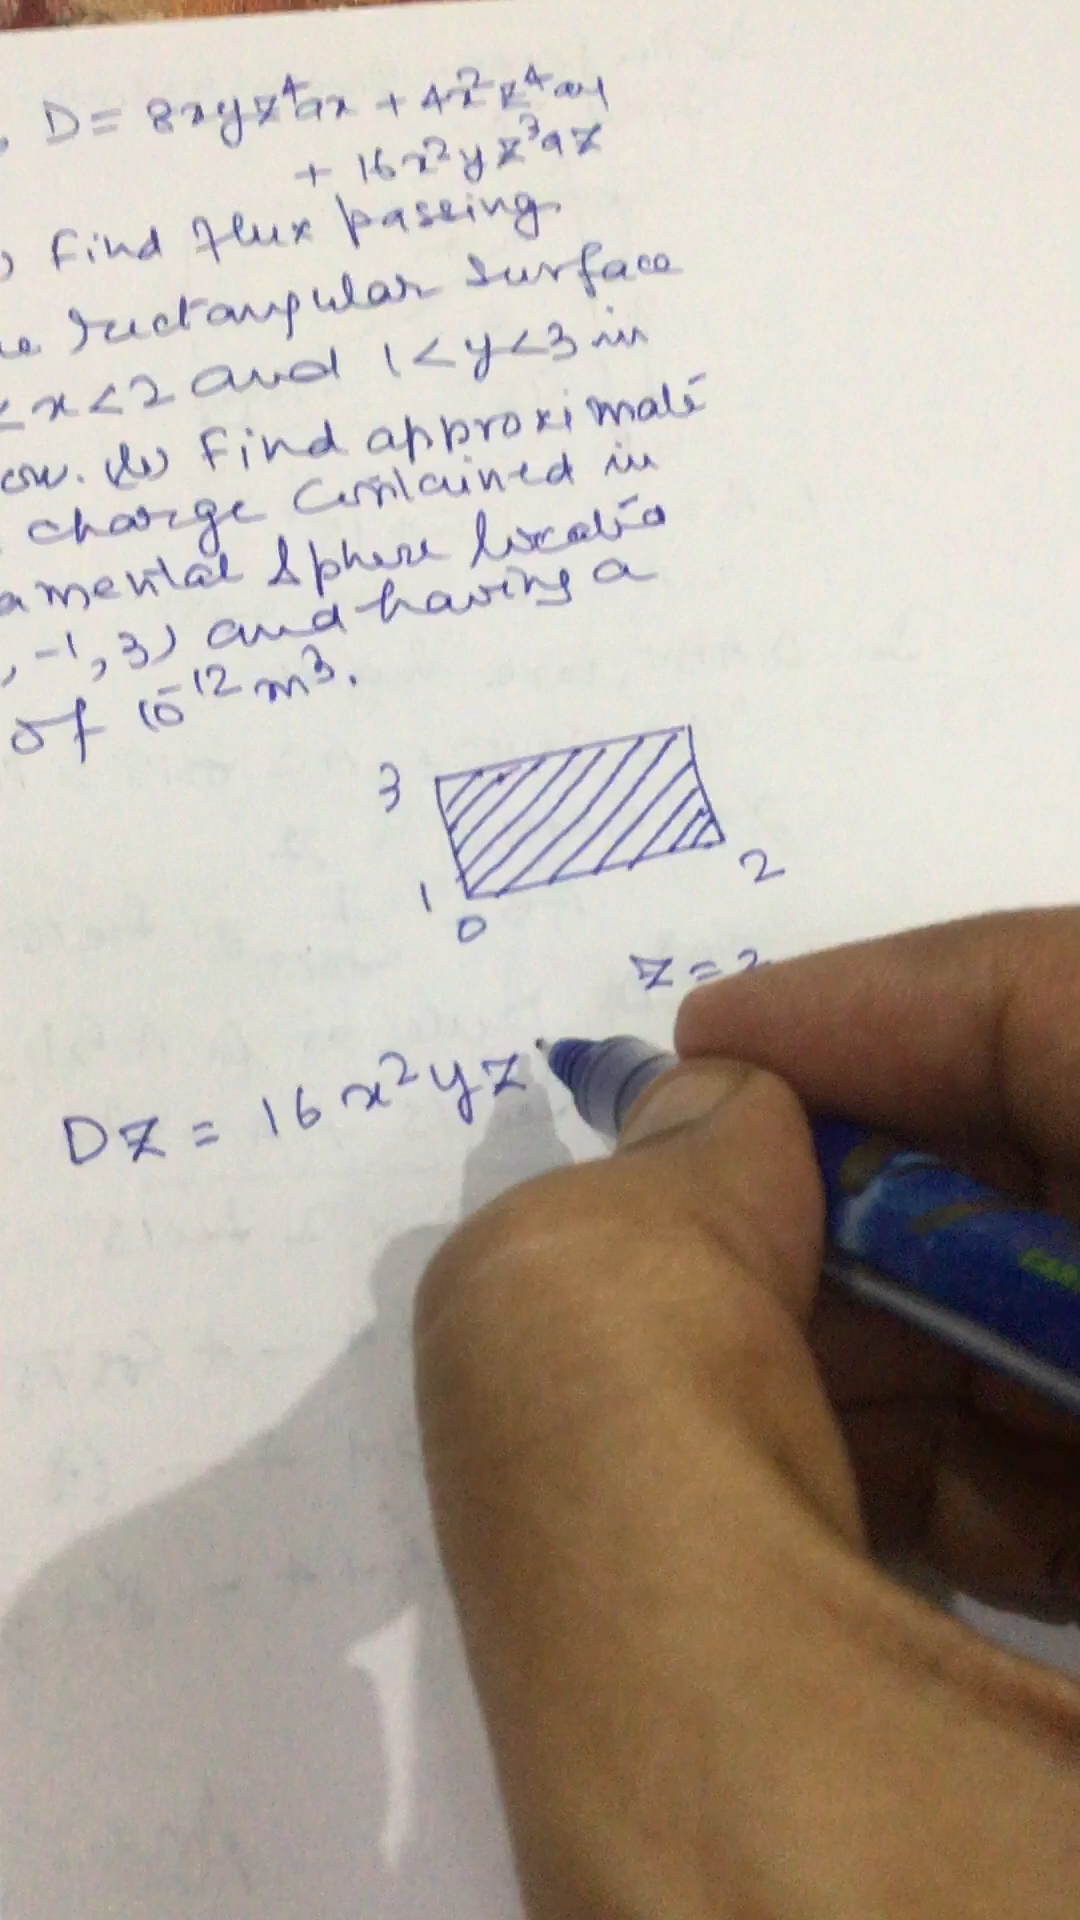 D = 8xyz⁴ax + 4x²z⁴ay
+ 16x²yz³az
) Find flux passing
rectangular surface
< x < 2 and 1 < y < 3 in
ow. (b) Find approximate
charge contained in
amental sphere located
, -1, 3) and having a
of 10⁻¹² m³.
3
1
0
2
z =
Dz = 16x²yz